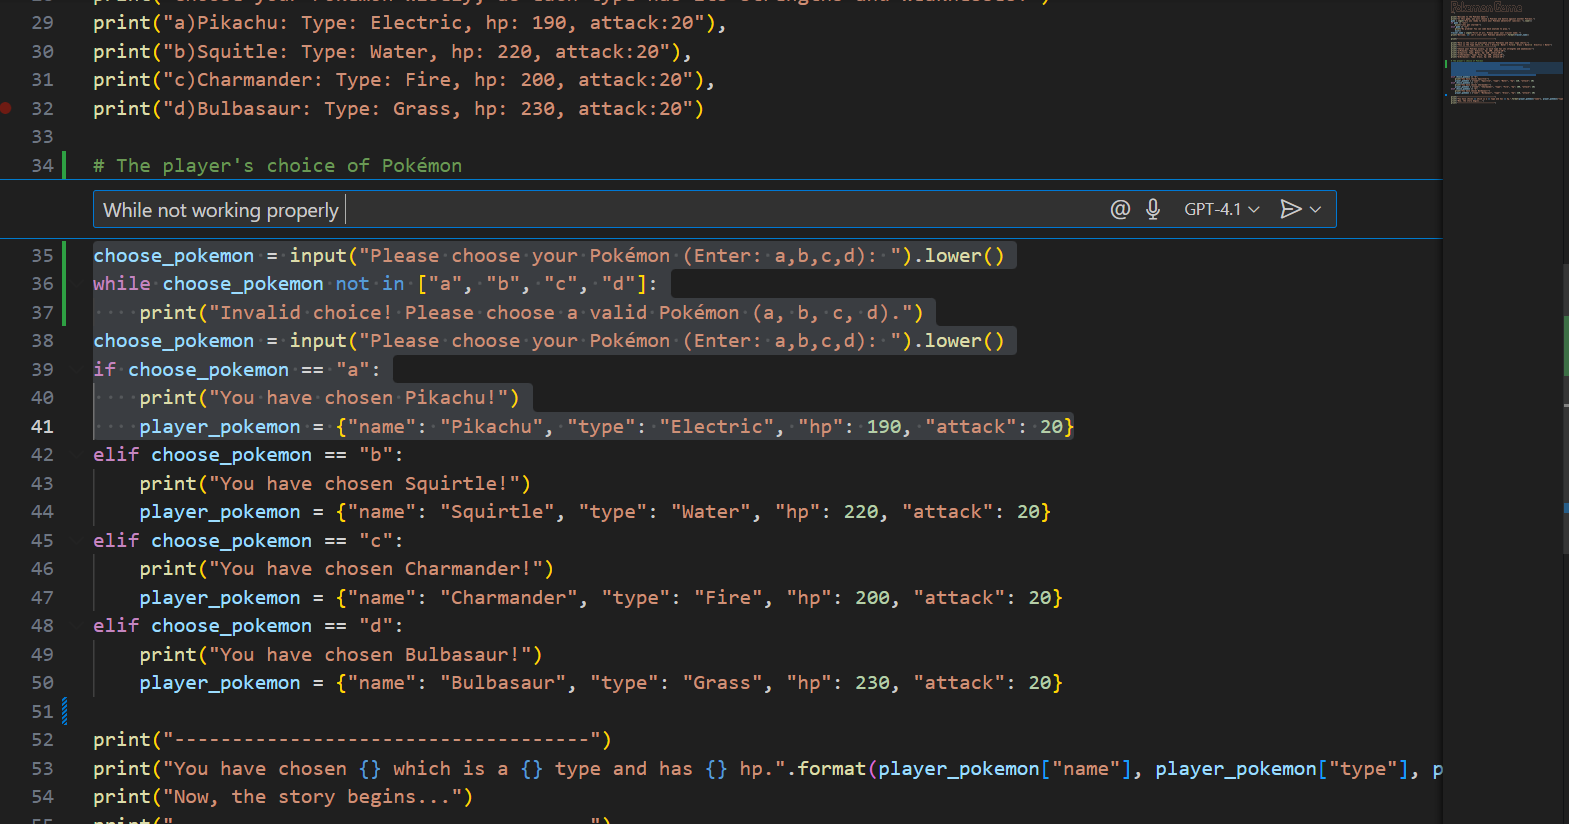 29 print("a)Pikachu: Type: Electric, hp: 190, attack:20"),
30 print("b)Squitle: Type: Water, hp: 220, attack:20"),
31 print("c)Charmander: Type: Fire, hp: 200, attack:20"),
32 print("d)Bulbasaur: Type: Grass, hp: 230, attack:20")
33
34 # The player's choice of Pokémon
While not working properly @ GPT-4.1
35 choose_pokemon = input("Please choose your Pokémon (Enter: a,b,c,d): ").lower()
36 while choose_pokemon not in ["a", "b", "c", "d"]:
37     print("Invalid choice! Please choose a valid Pokémon (a, b, c, d).")
38 choose_pokemon = input("Please choose your Pokémon (Enter: a,b,c,d): ").lower()
39 if choose_pokemon == "a":
40     print("You have chosen Pikachu!")
41     player_pokemon = {"name": "Pikachu", "type": "Electric", "hp": 190, "attack": 20}
42 elif choose_pokemon == "b":
43     print("You have chosen Squirtle!")
44     player_pokemon = {"name": "Squirtle", "type": "Water", "hp": 220, "attack": 20}
45 elif choose_pokemon == "c":
46     print("You have chosen Charmander!")
47     player_pokemon = {"name": "Charmander", "type": "Fire", "hp": 200, "attack": 20}
48 elif choose_pokemon == "d":
49     print("You have chosen Bulbasaur!")
50     player_pokemon = {"name": "Bulbasaur", "type": "Grass", "hp": 230, "attack": 20}
51
52 print("------------------------------------")
53 print("You have chosen {} which is a {} type and has {} hp.".format(player_pokemon["name"], player_pokemon["type"], p
54 print("Now, the story begins...")